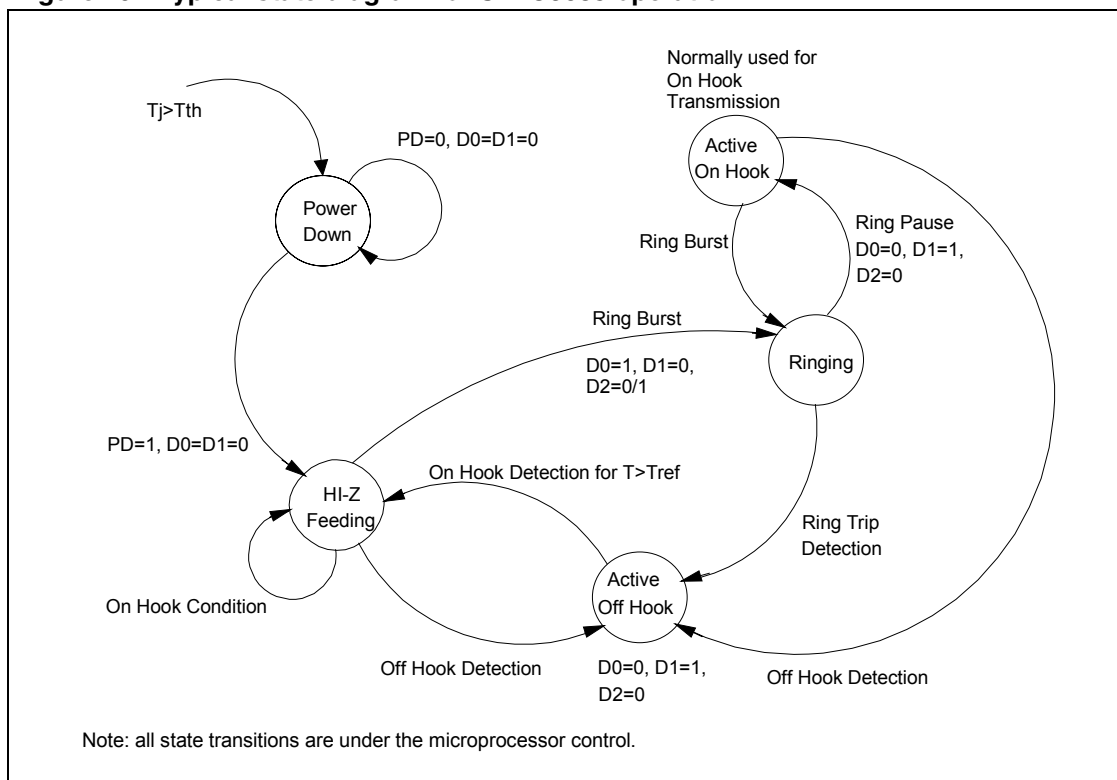 Normally used for
On Hook
Transmission
Tj>Tth
PD=0, D0=D1=0
Active
On Hook
Power
Down
Ring Pause
D0=0, D1=1,
D2=0
Ring Burst
Ring Burst
Ringing
D0=1, D1=0,
D2=0/1
PD=1, D0=D1=0
On Hook Detection for T>Tref
HI-Z
Feeding
Ring Trip
Detection
Active
Off Hook
On Hook Condition
Off Hook Detection
D0=0, D1=1,
D2=0
Off Hook Detection
Note: all state transitions are under the microprocessor control.